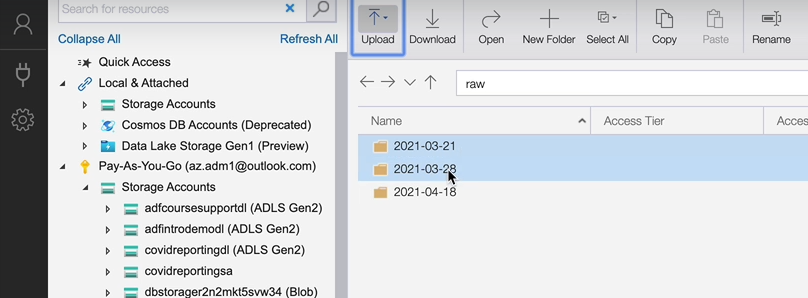 Search for resources
Collapse All
Refresh All
Quick Access
Local & Attached
Storage Accounts
Cosmos DB Accounts (Deprecated)
Data Lake Storage Gen1 (Preview)
Pay-As-You-Go (az.adm1@outlook.com)
Storage Accounts
adfcoursesupportdl (ADLS Gen2)
adfintrodemodl (ADLS Gen2)
covidreportingdl (ADLS Gen2)
covidreportingsa
dbstorager2n2mkt5svw34 (Blob)
Upload
Download
Open
New Folder
Select All
Copy
Paste
Rename
raw
Name
Access Tier
Acces
2021-03-21
2021-03-28
2021-04-18